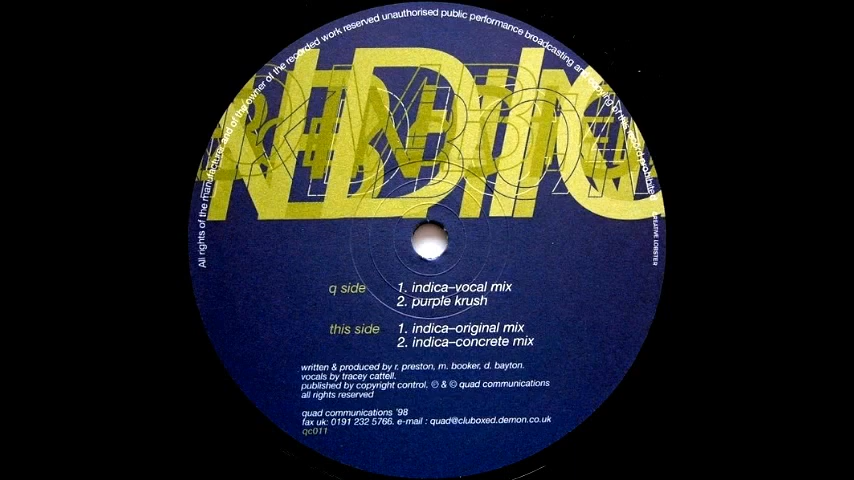 All rights of the manufacturer and of the owner of the recorded work reserved unauthorised public performance broadcasting and copying of this record prohibited
CREATIVE LOBSTER
q side 1. indica–vocal mix
2. purple krush
this side 1. indica–original mix
2. indica–concrete mix
written & produced by r. preston, m. booker, d. bayton.
vocals by tracey cattell.
published by copyright control. ℗ & © quad communications
all rights reserved
quad communications '98
fax uk: 0191 232 5766. e-mail : quad@cluboxed.demon.co.uk
qc011